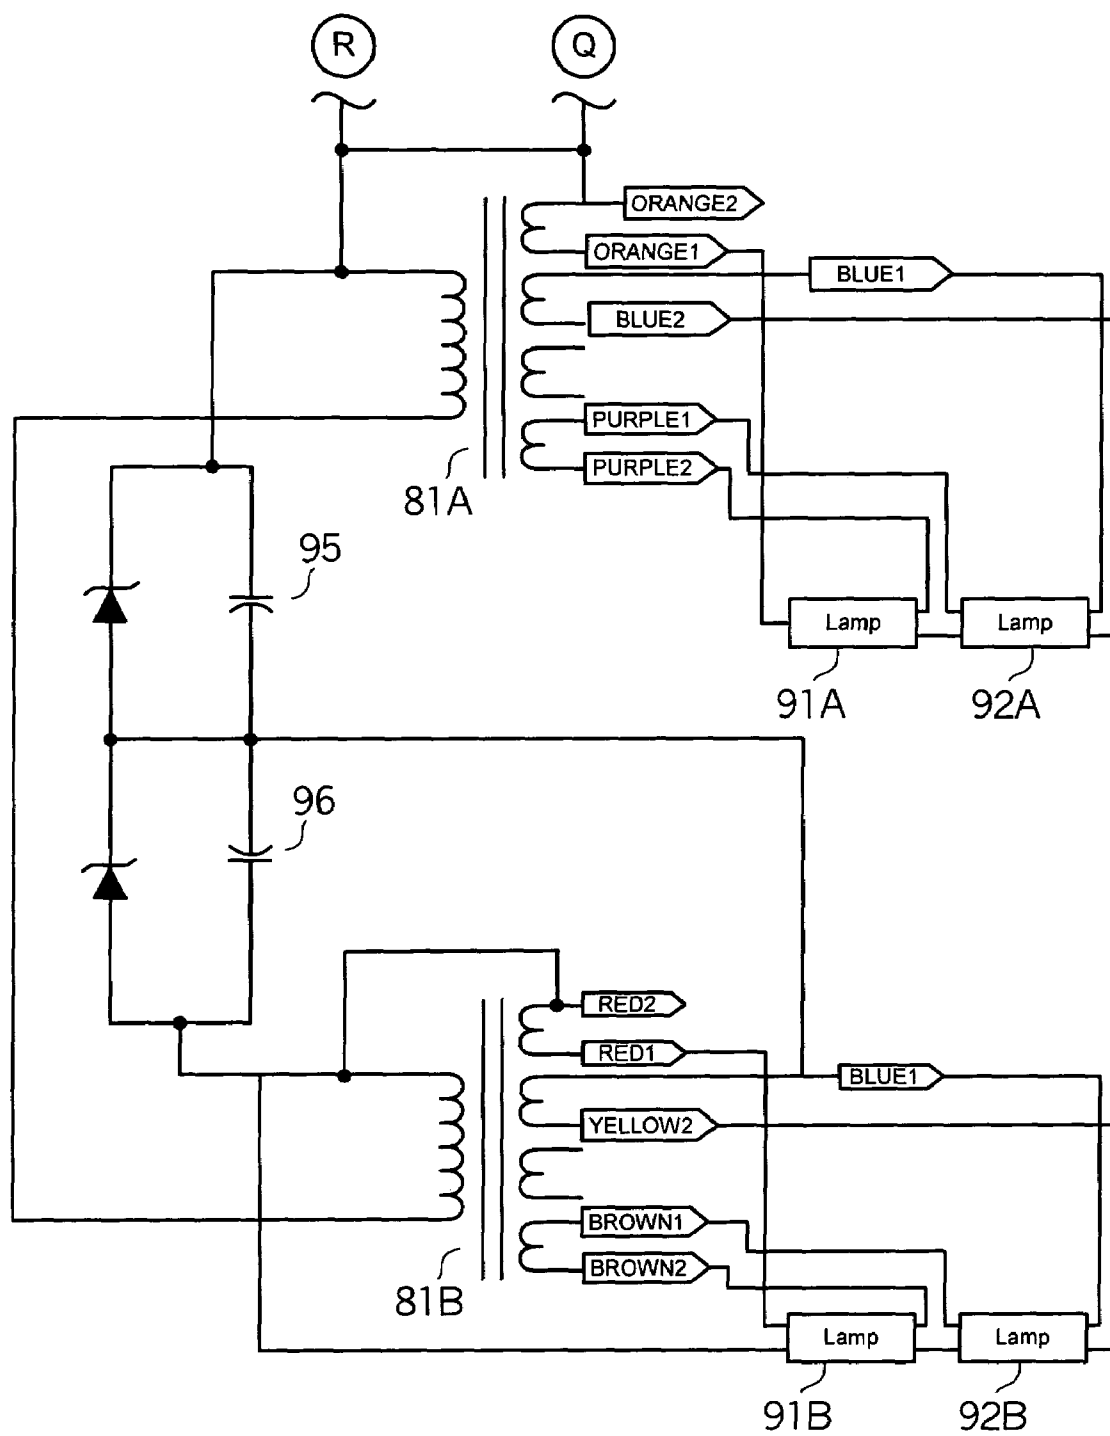 R
Q
ORANGE2
ORANGE1
BLUE1
BLUE2
PURPLE1
PURPLE2
81A
95
Lamp
Lamp
91A
92A
96
RED2
RED1
BLUE1
YELLOW2
BROWN1
BROWN2
81B
Lamp
Lamp
91B
92B